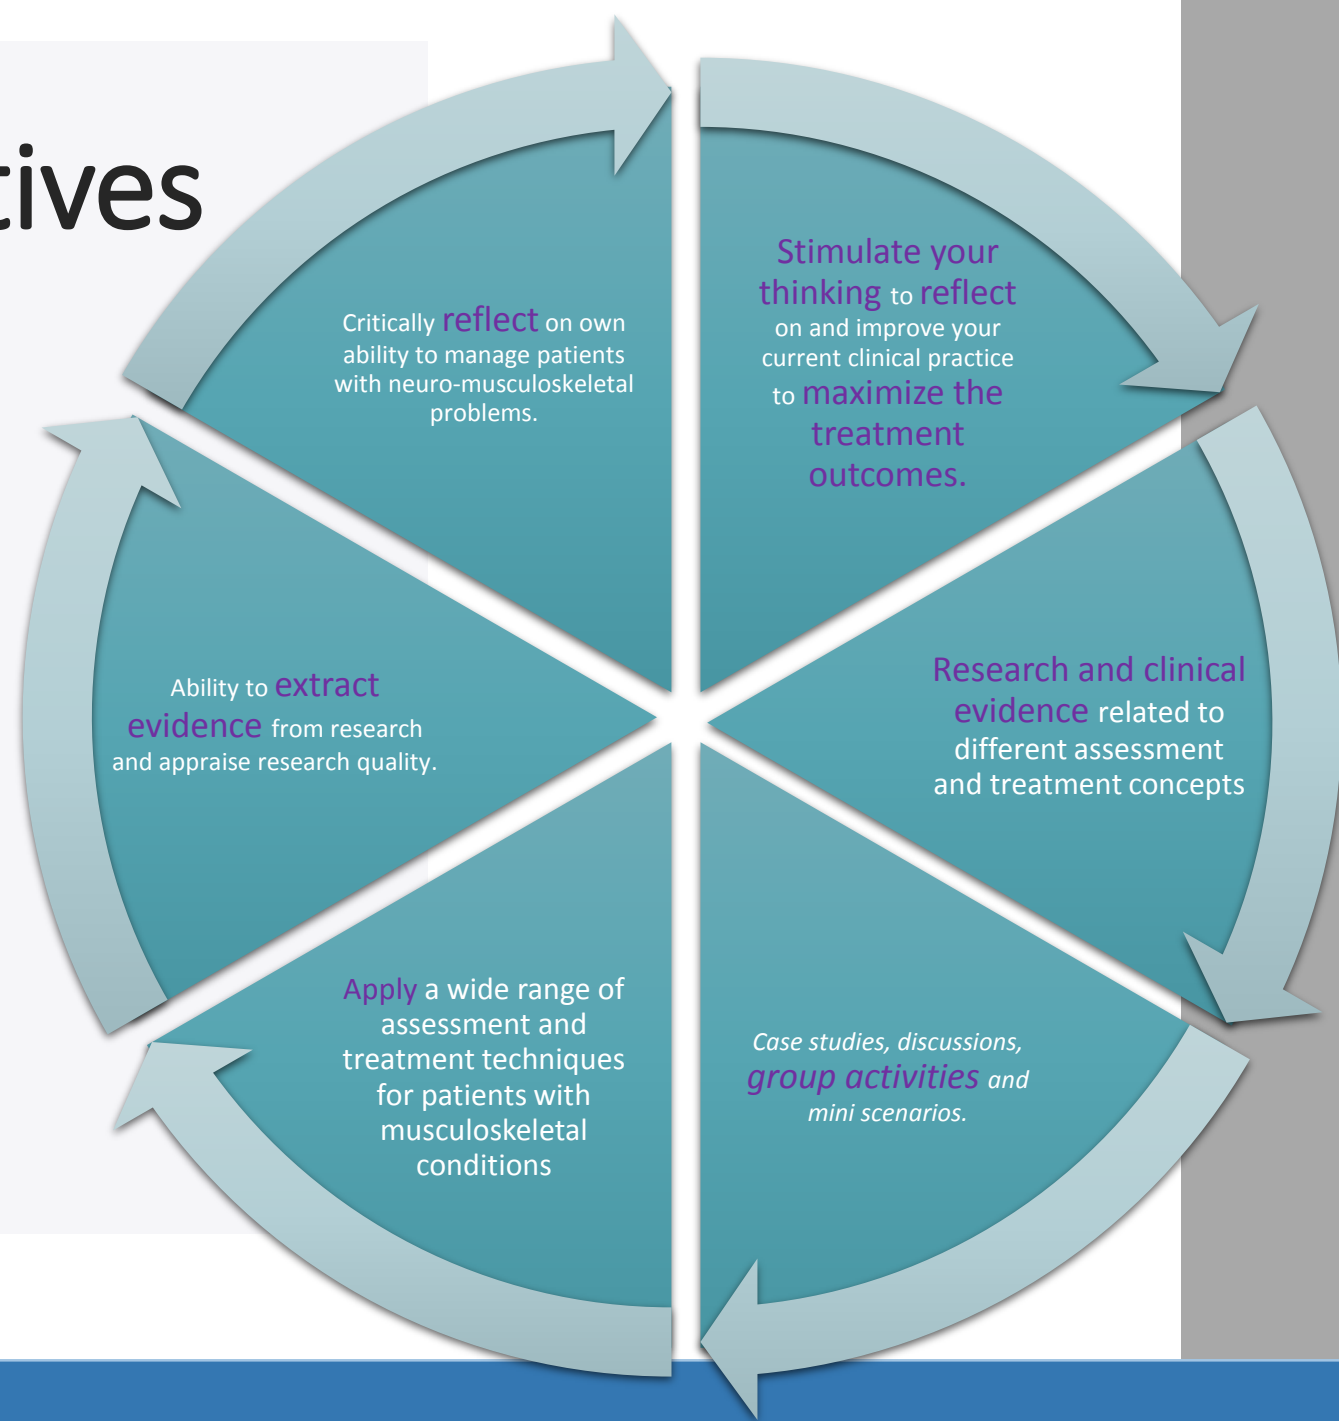 tives
Stimulate your
thinking to reflect
on and improve your
current clinical practice
to maximize the
treatment
outcomes.
Research and clinical
evidence related to
different assessment
and treatment concepts
Case studies, discussions,
group activities and
mini scenarios.
Apply a wide range of
assessment and
treatment techniques
for patients with
musculoskeletal
conditions
Ability to extract
evidence from research
and appraise research quality.
Critically reflect on own
ability to manage patients
with neuro-musculoskeletal
problems.